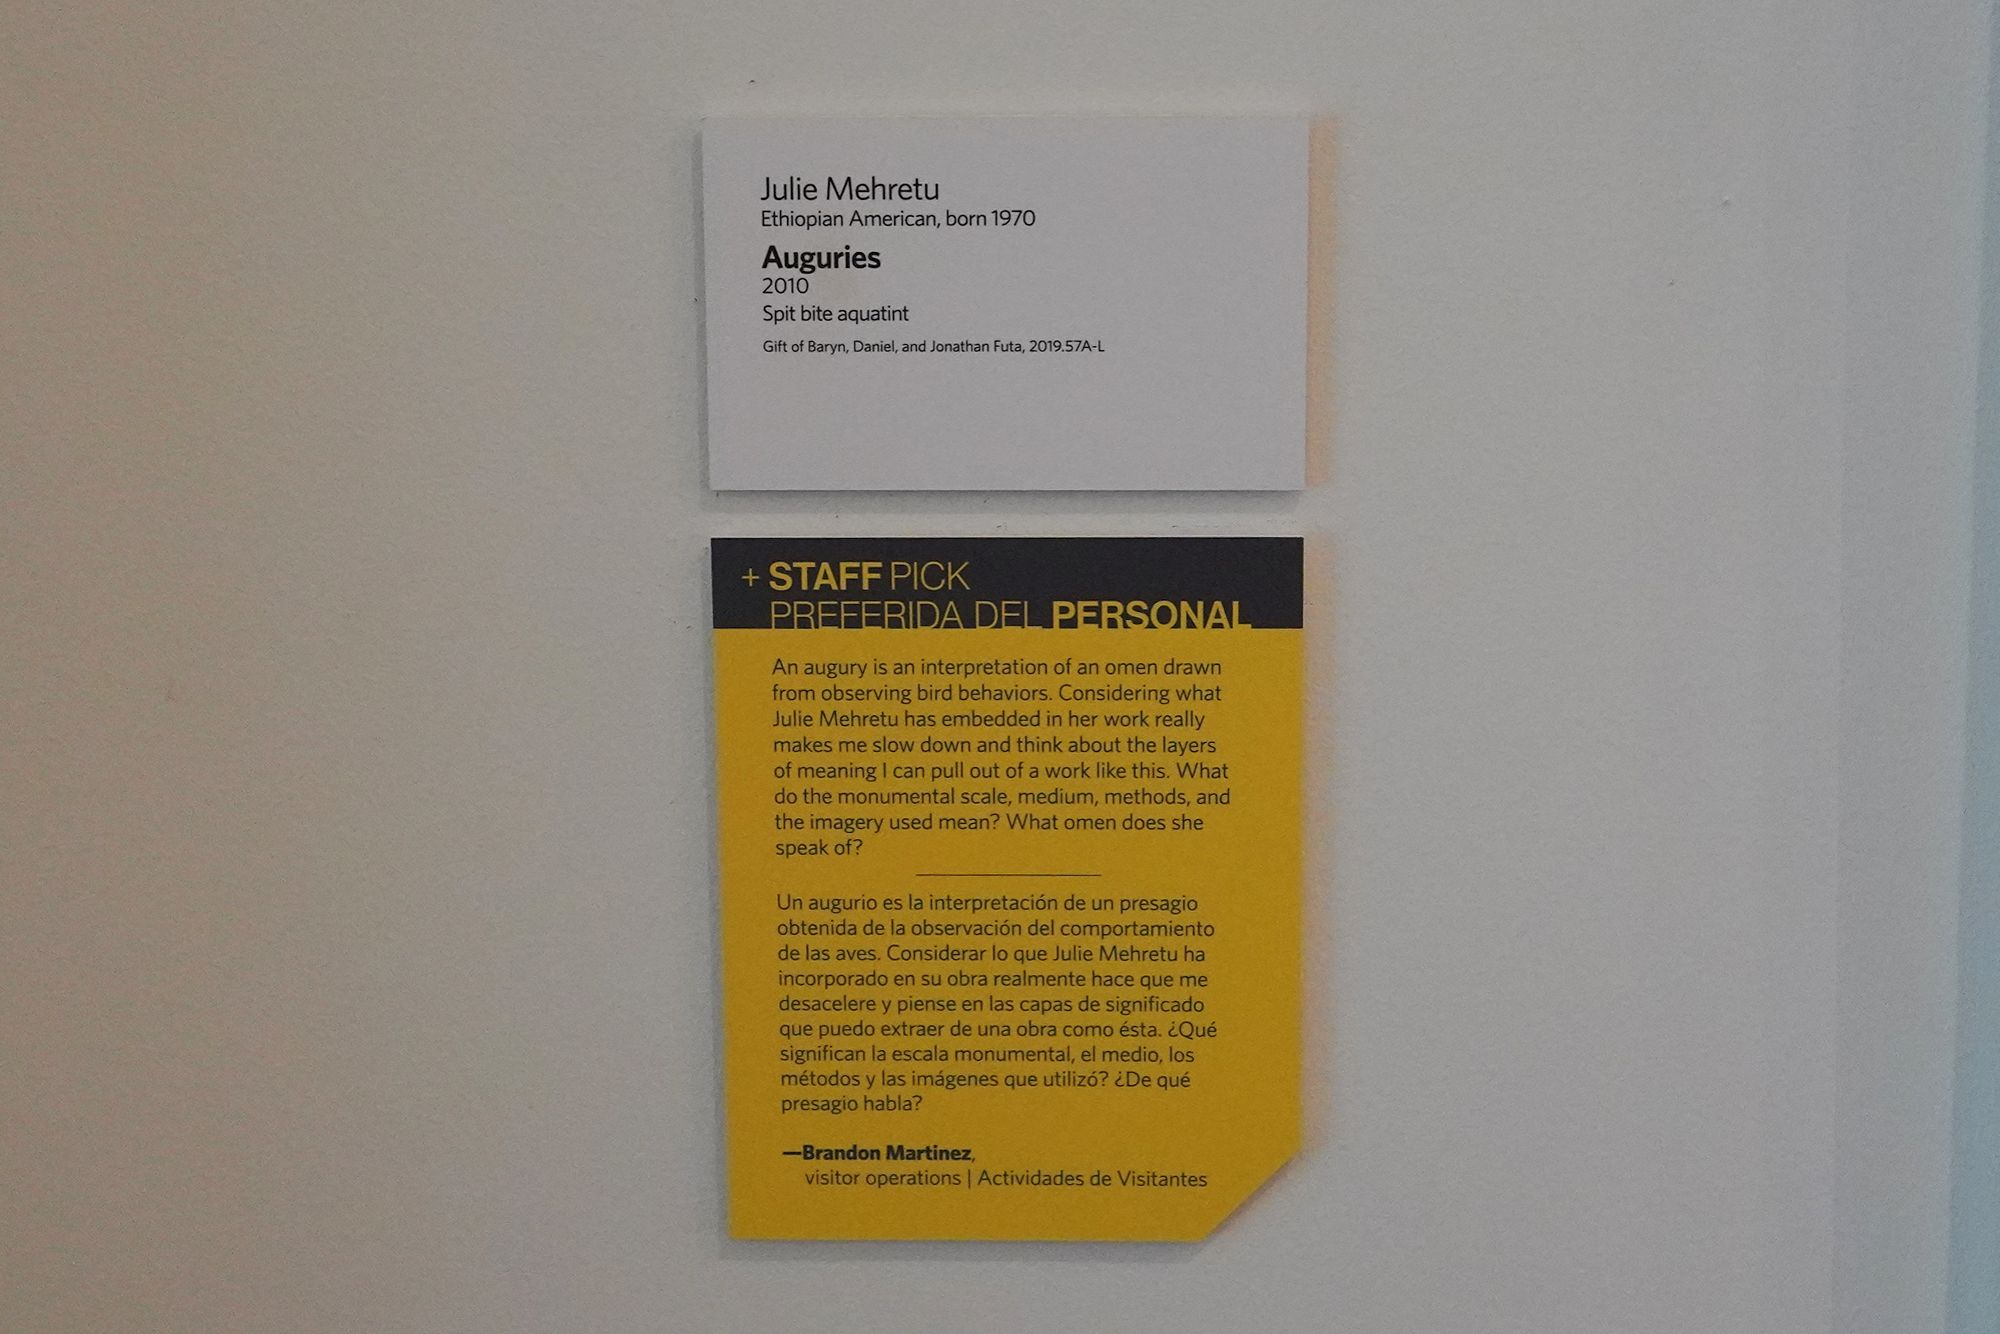 Julie Mehretu
Ethiopian American, born 1970
Auguries
2010
Spit bite aquatint
Gift of Baryn, Daniel, and Jonathan Futa, 2019.57A-L
+ STAFF PICK
PREFERIDA DEL PERSONAL
An augury is an interpretation of an omen drawn
from observing bird behaviors. Considering what
Julie Mehretu has embedded in her work really
makes me slow down and think about the layers
of meaning I can pull out of a work like this. What
do the monumental scale, medium, methods, and
the imagery used mean? What omen does she
speak of?
Un augurio es la interpretación de un presagio
obtenida de la observación del comportamiento
de las aves. Considerar lo que Julie Mehretu ha
incorporado en su obra realmente hace que me
desacelere y piense en las capas de significado
que puedo extraer de una obra como ésta. ¿Qué
significan la escala monumental, el medio, los
métodos y las imágenes que utilizó? ¿De qué
presagio habla?
—Brandon Martinez,
visitor operations | Actividades de Visitantes